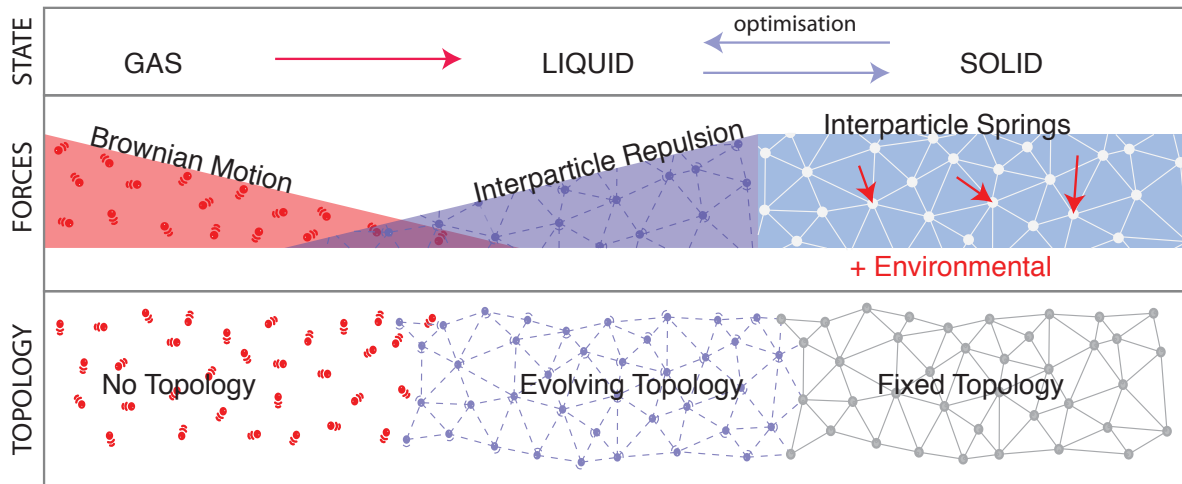 STATE
optimisation
GAS
LIQUID
SOLID
FORCES
Brownian Motion
Interparticle Repulsion
Interparticle Springs
+ Environmental
TOPOLOGY
No Topology
Evolving Topology
Fixed Topology